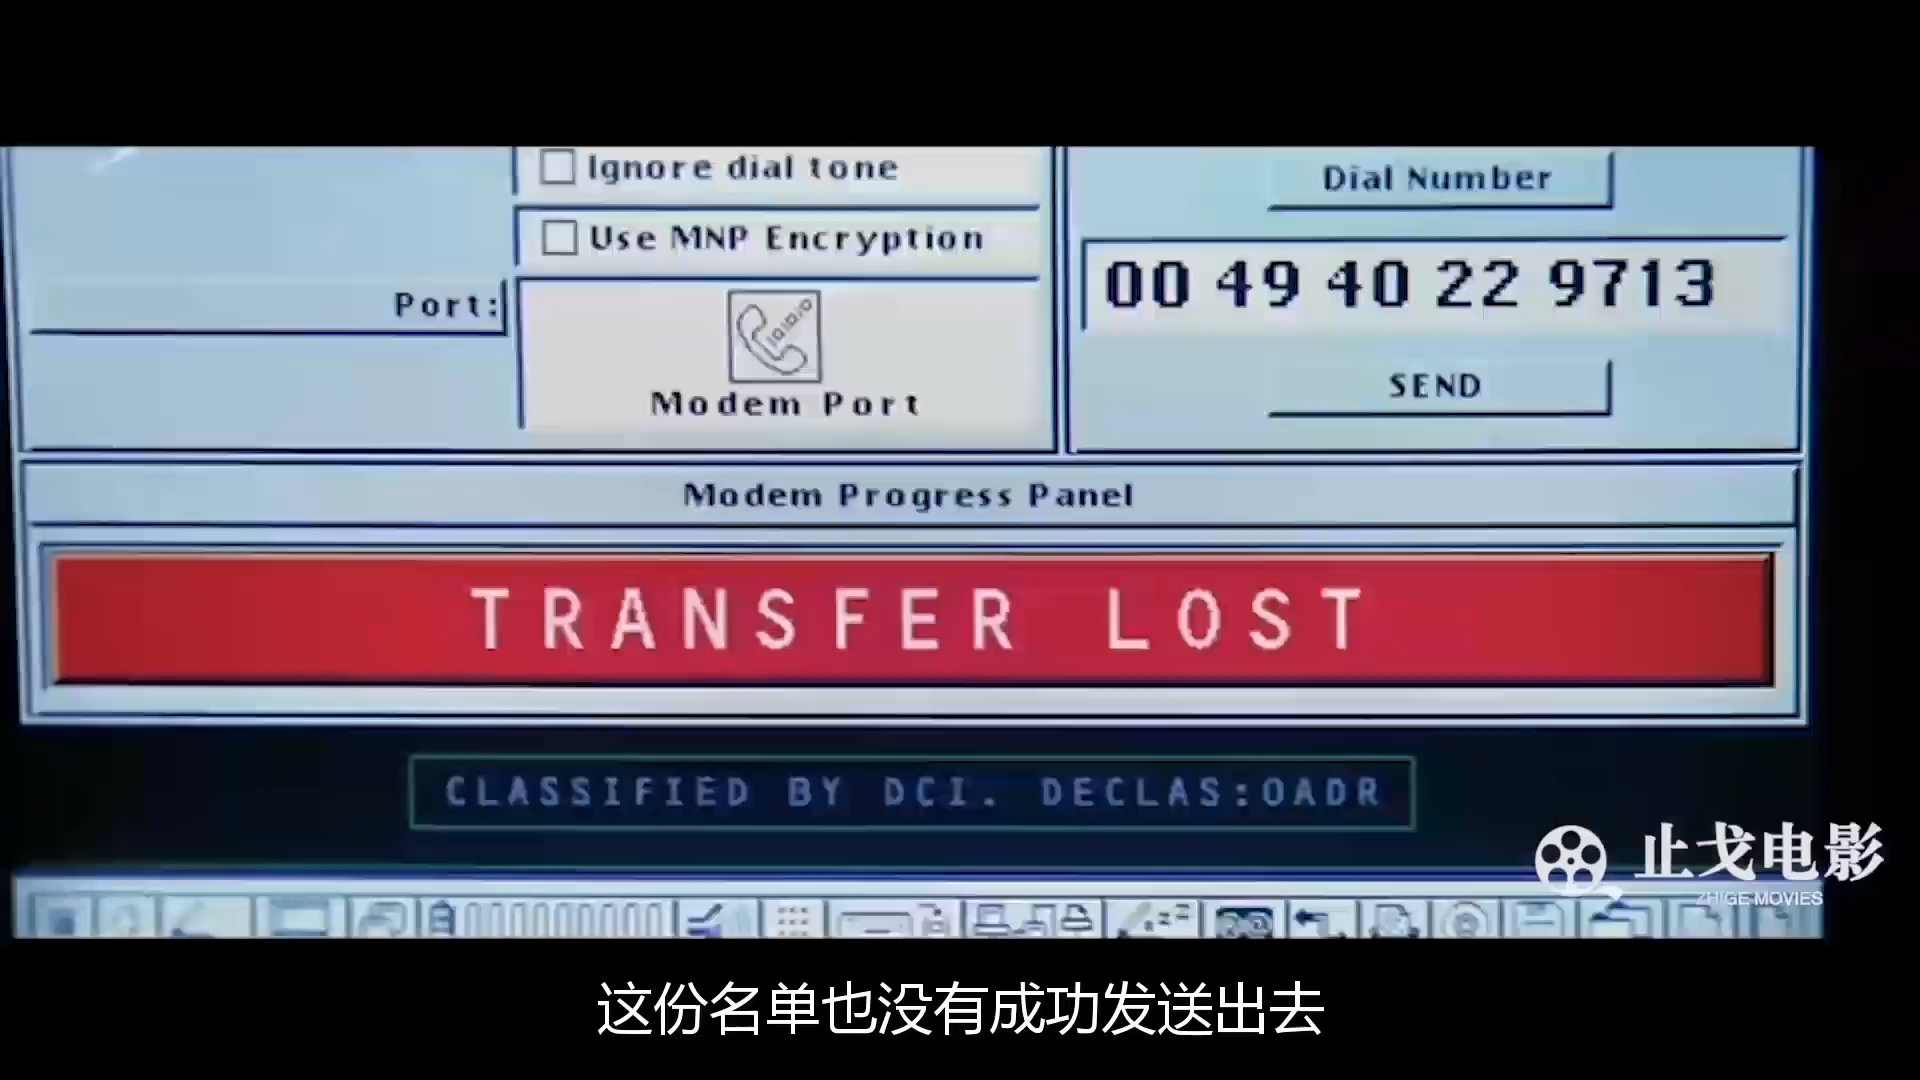 Ignore dial tone
Dial Number
Use MNP Encryption
00 49 40 22 9713
Port:
SEND
Modem Port
Modem Progress Panel
TRANSFER LOST
CLASSIFIED BY DCI. DECLAS:OADR
止戈电影
ZHIGE MOVIES
这份名单也没有成功发送出去